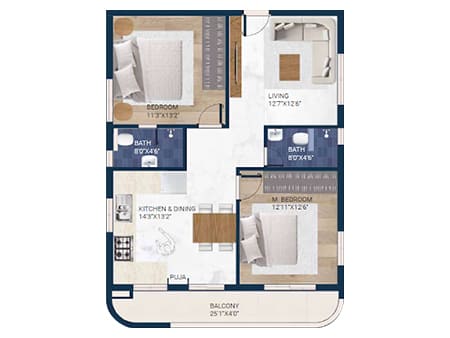 BEDROOM
11'3"X13'2"
LIVING
12'7"X12'6"
BATH
8'0"X4'6"
BATH
8'0"X4'6"
KITCHEN & DINING
14'3"X13'2"
M. BEDROOM
12'11"X12'6"
PUJA
BALCONY
25'1"X4'0"